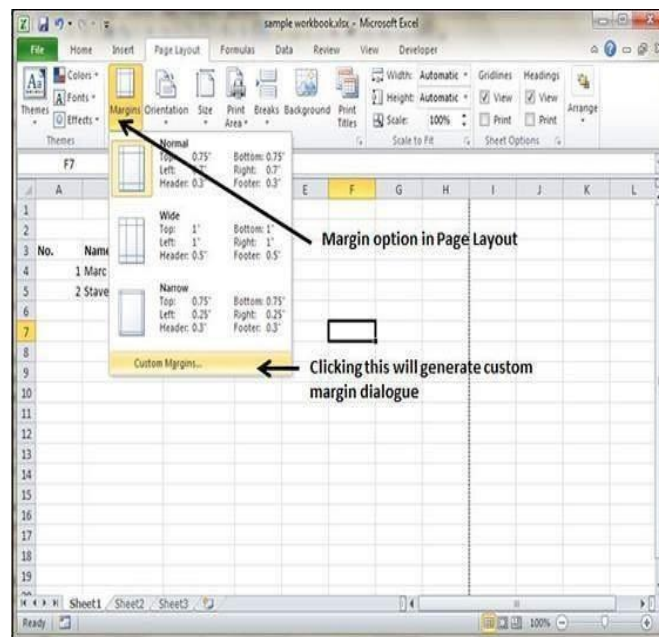 sample workbook.xlsx - Microsoft Excel
File Home Insert Page Layout Formulas Data Review View Developer
Colors Width: Automatic Gridlines Headings
Fonts Height: Automatic View View
Themes Effects Margins Orientation Size Print Area Breaks Background Print Titles Scale: 100% Print Print Arrange
Themes Scale to Fit Sheet Options
F7
Normal
Top: 0.75" Bottom: 0.75"
Left: 0.7" Right: 0.7"
Header: 0.3" Footer: 0.3"
Wide
Top: 1" Bottom: 1"
Left: 1" Right: 1"
Header: 0.5" Footer: 0.5"
Narrow
Top: 0.75" Bottom: 0.75"
Left: 0.25" Right: 0.25"
Header: 0.3" Footer: 0.3"
Custom Margins...
A E F G H I J K L
1
2
3 No. Name
4 1 Marc
5 2 Stave
6
7
8
9
10
11
12
13
14
15
16
17
18
19
Margin option in Page Layout
Clicking this will generate custom
margin dialogue
Sheet1 Sheet2 Sheet3
Ready 100%